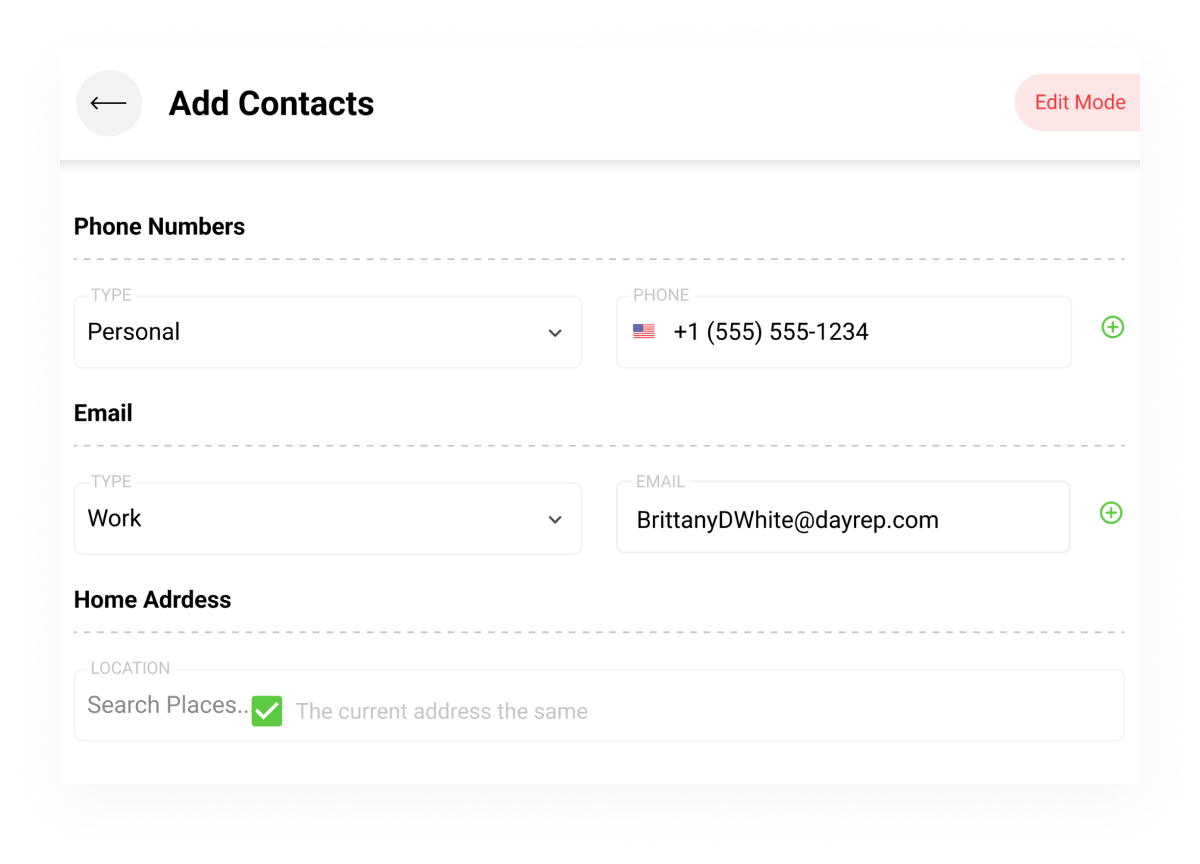 Add Contacts
Edit Mode
Phone Numbers
TYPE
Personal
PHONE
+1 (555) 555-1234
Email
TYPE
Work
EMAIL
BrittanyDWhite@dayrep.com
Home Adrdess
LOCATION
Search Places..
The current address the same